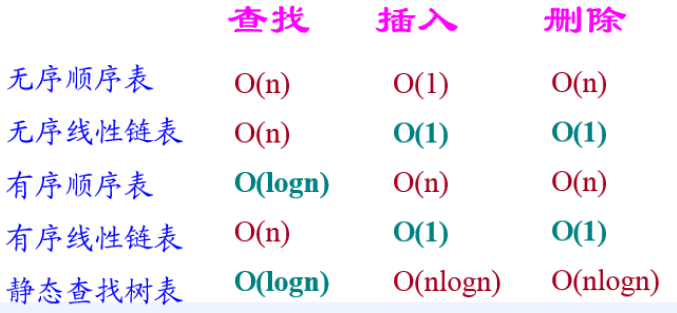 查找 插入 删除
无序顺序表 O(n) O(1) O(n)
无序线性链表 O(n) O(1) O(1)
有序顺序表 O(logn) O(n) O(n)
有序线性链表 O(n) O(1) O(1)
静态查找树表 O(logn) O(nlogn) O(nlogn)